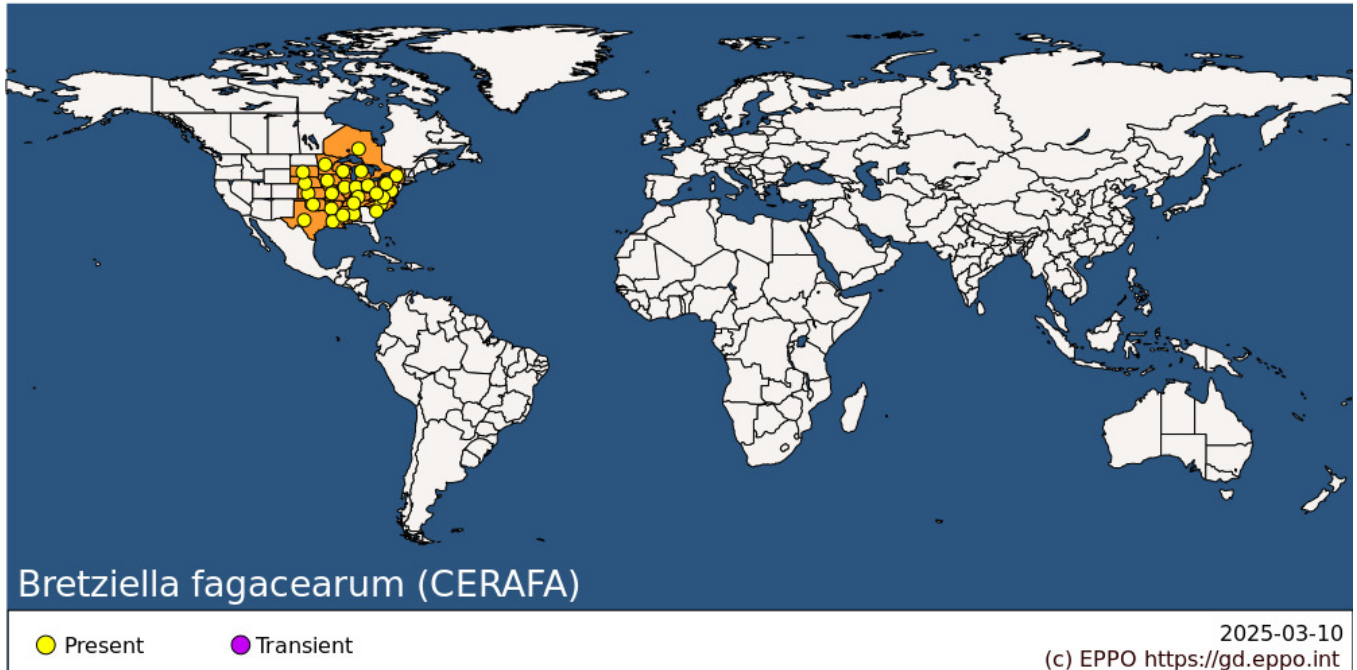 Bretziella fagacearum (CERAFA)
Present
Transient
2025-03-10
(c) EPPO https://gd.eppo.int